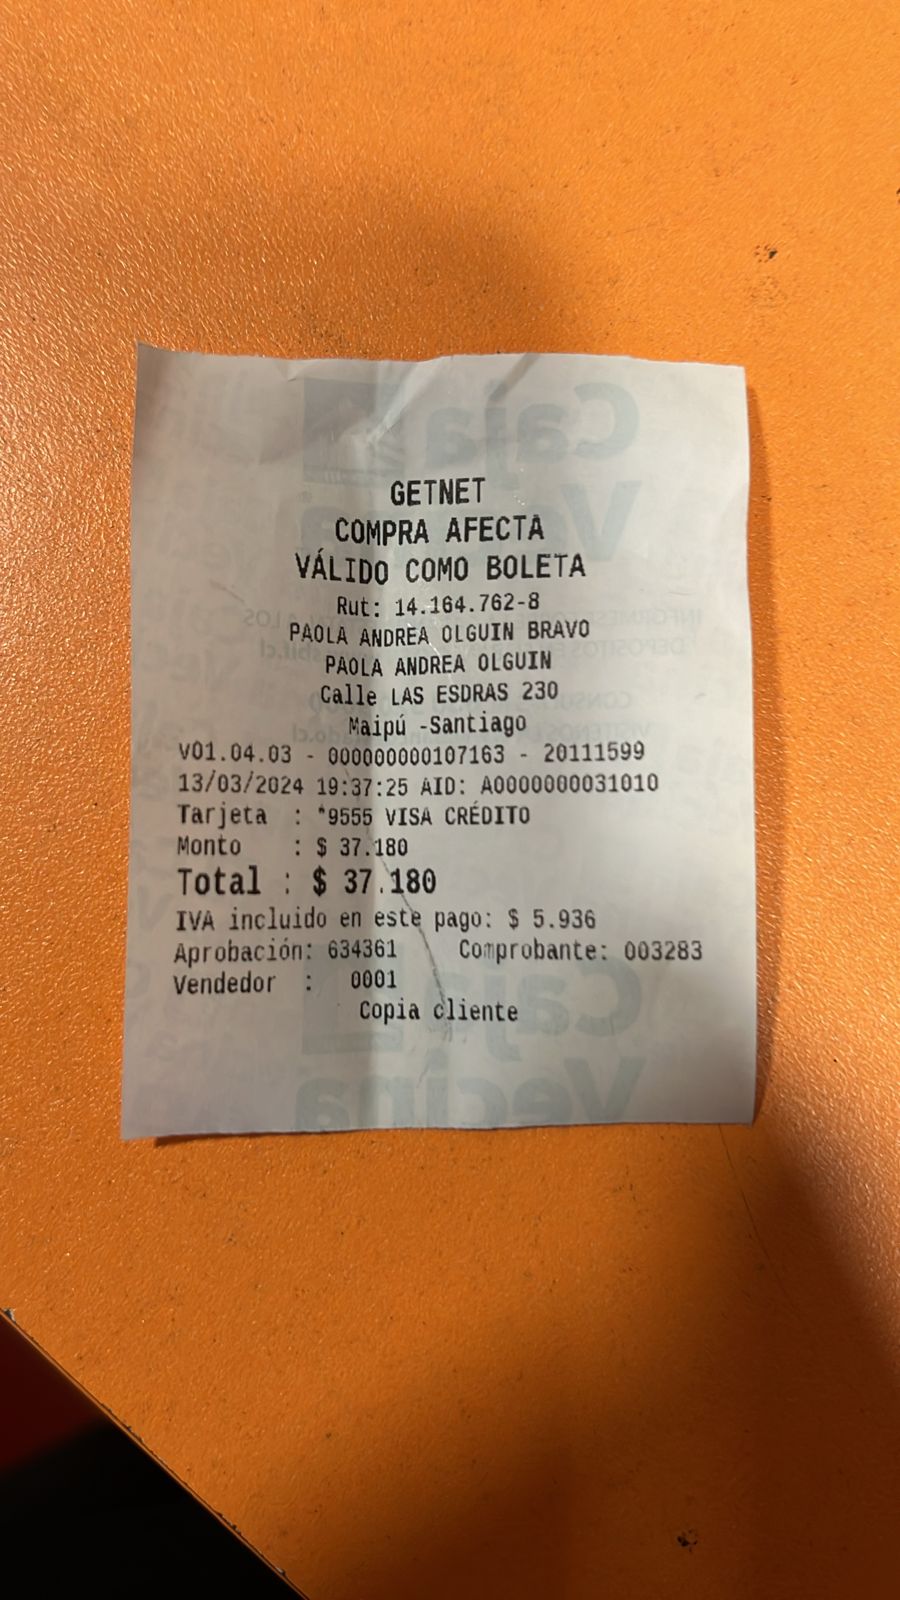 GETNET
COMPRA AFECTA
VÁLIDO COMO BOLETA
Rut: 14.164.762-8
PAOLA ANDREA OLGUIN BRAVO
PAOLA ANDREA OLGUIN
Calle LAS ESDRAS 230
Maipú -Santiago
V01.04.03 - 000000000107163 - 20111599
13/03/2024 19:37:25 AID: A0000000031010
Tarjeta : *9555 VISA CRÉDITO
Monto : $ 37.180
Total : $ 37.180
IVA incluido en este pago: $ 5.936
Aprobación: 634361 Comprobante: 003283
Vendedor : 0001
Copia cliente
Caja
Vecina